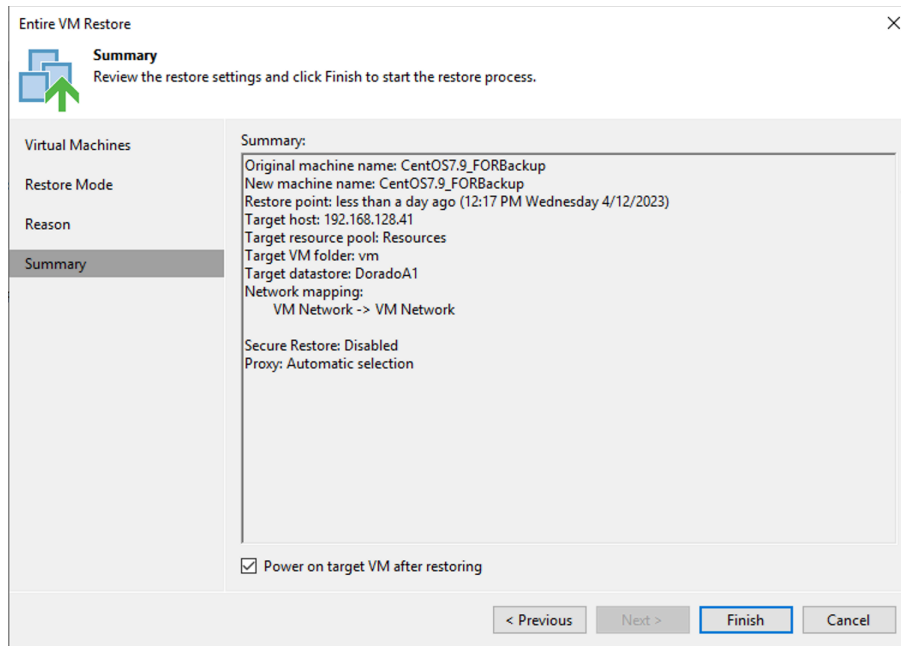 Entire VM Restore
Summary
Review the restore settings and click Finish to start the restore process.
Virtual Machines
Restore Mode
Reason
Summary
Summary:
Original machine name: CentOS7.9_FORBackup
New machine name: CentOS7.9_FORBackup
Restore point: less than a day ago (12:17 PM Wednesday 4/12/2023)
Target host: 192.168.128.41
Target resource pool: Resources
Target VM folder: vm
Target datastore: DoradoA1
Network mapping:
VM Network -> VM Network
Secure Restore: Disabled
Proxy: Automatic selection
Power on target VM after restoring
< Previous
Next >
Finish
Cancel